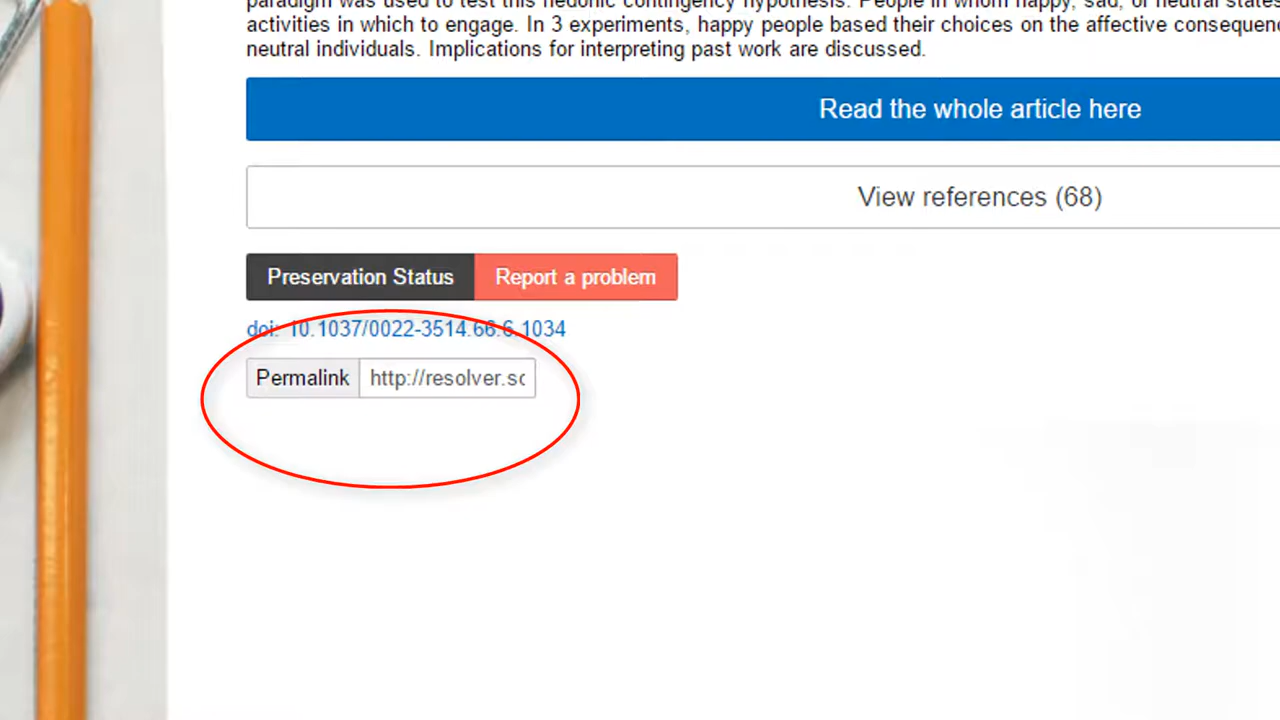 paradigm was used to test this hedonic contingency hypothesis. People in whom happy, sad, or neutral states
activities in which to engage. In 3 experiments, happy people based their choices on the affective
neutral individuals. Implications for interpreting past work are discussed.
Read the whole article here
View references (68)
Preservation Status Report a problem
doi: 10.1037/0022-3514.66.6.1034
Permalink http://resolver.sc